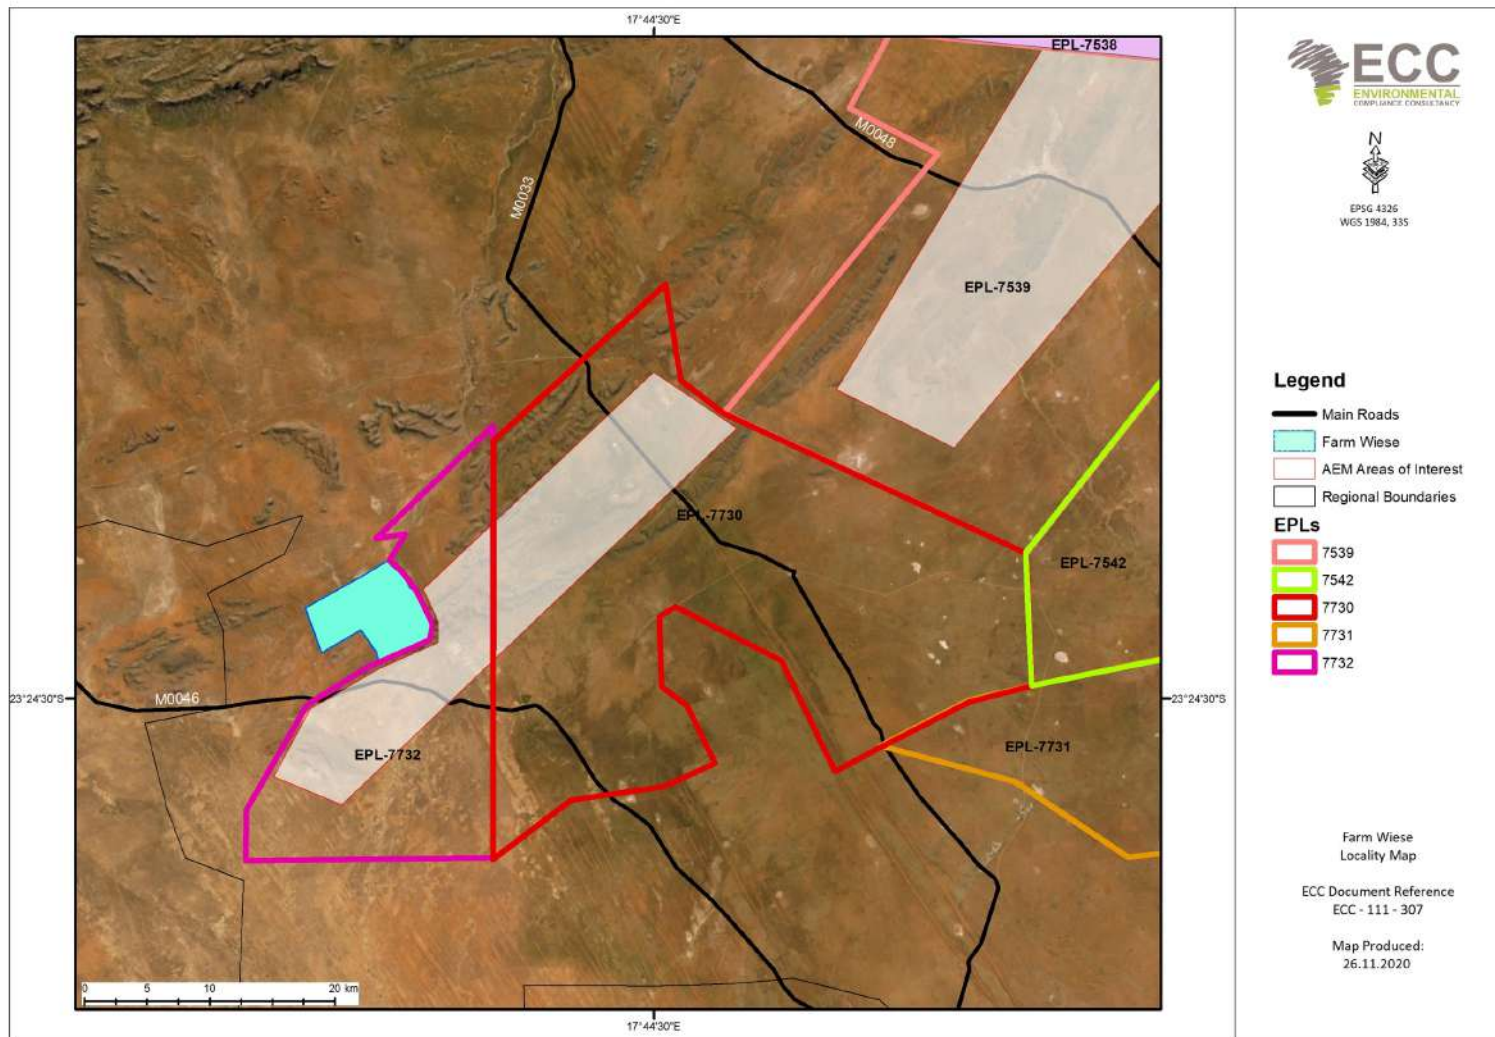 17°44'30"E
EPL-7538
M0048
M0033
EPL-7539
EPL-7730
EPL-7542
M0046
23°24'30"S
23°24'30"S
EPL-7732
EPL-7731
0 5 10 20 km
17°44'30"E
ECC
ENVIRONMENTAL
COMPLIANCE CONSULTANCY
N
EPSG 4326
WGS 1984, 33S
Legend
Main Roads
Farm Wiese
AEM Areas of Interest
Regional Boundaries
EPLs
7539
7542
7730
7731
7732
Farm Wiese
Locality Map
ECC Document Reference
ECC - 111 - 307
Map Produced:
26.11.2020